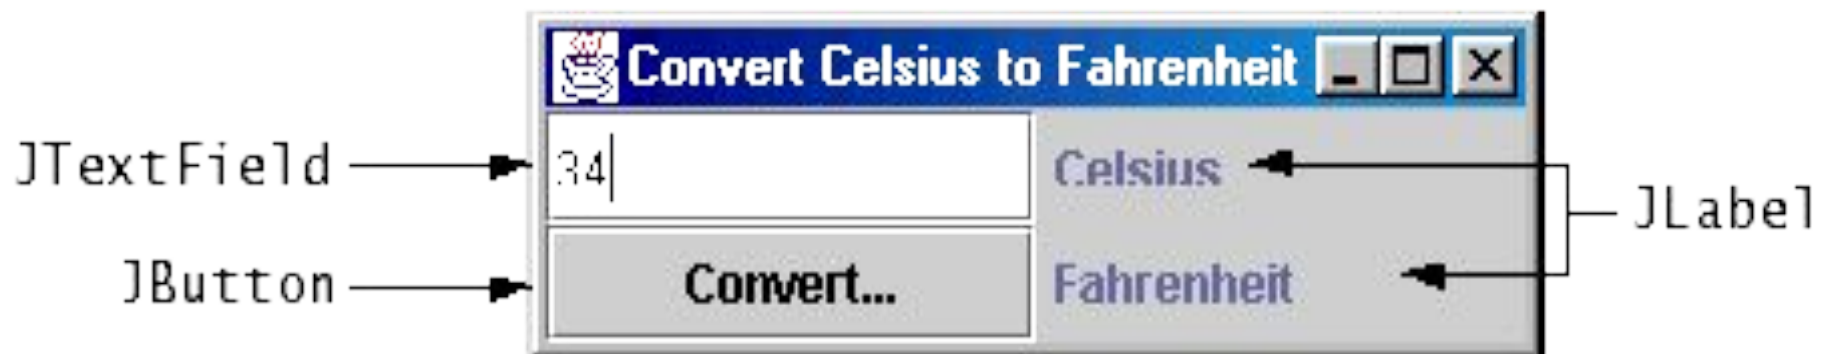 Convert Celsius to Fahrenheit
JTextField
34
Celsius
JLabel
JButton
Convert...
Fahrenheit